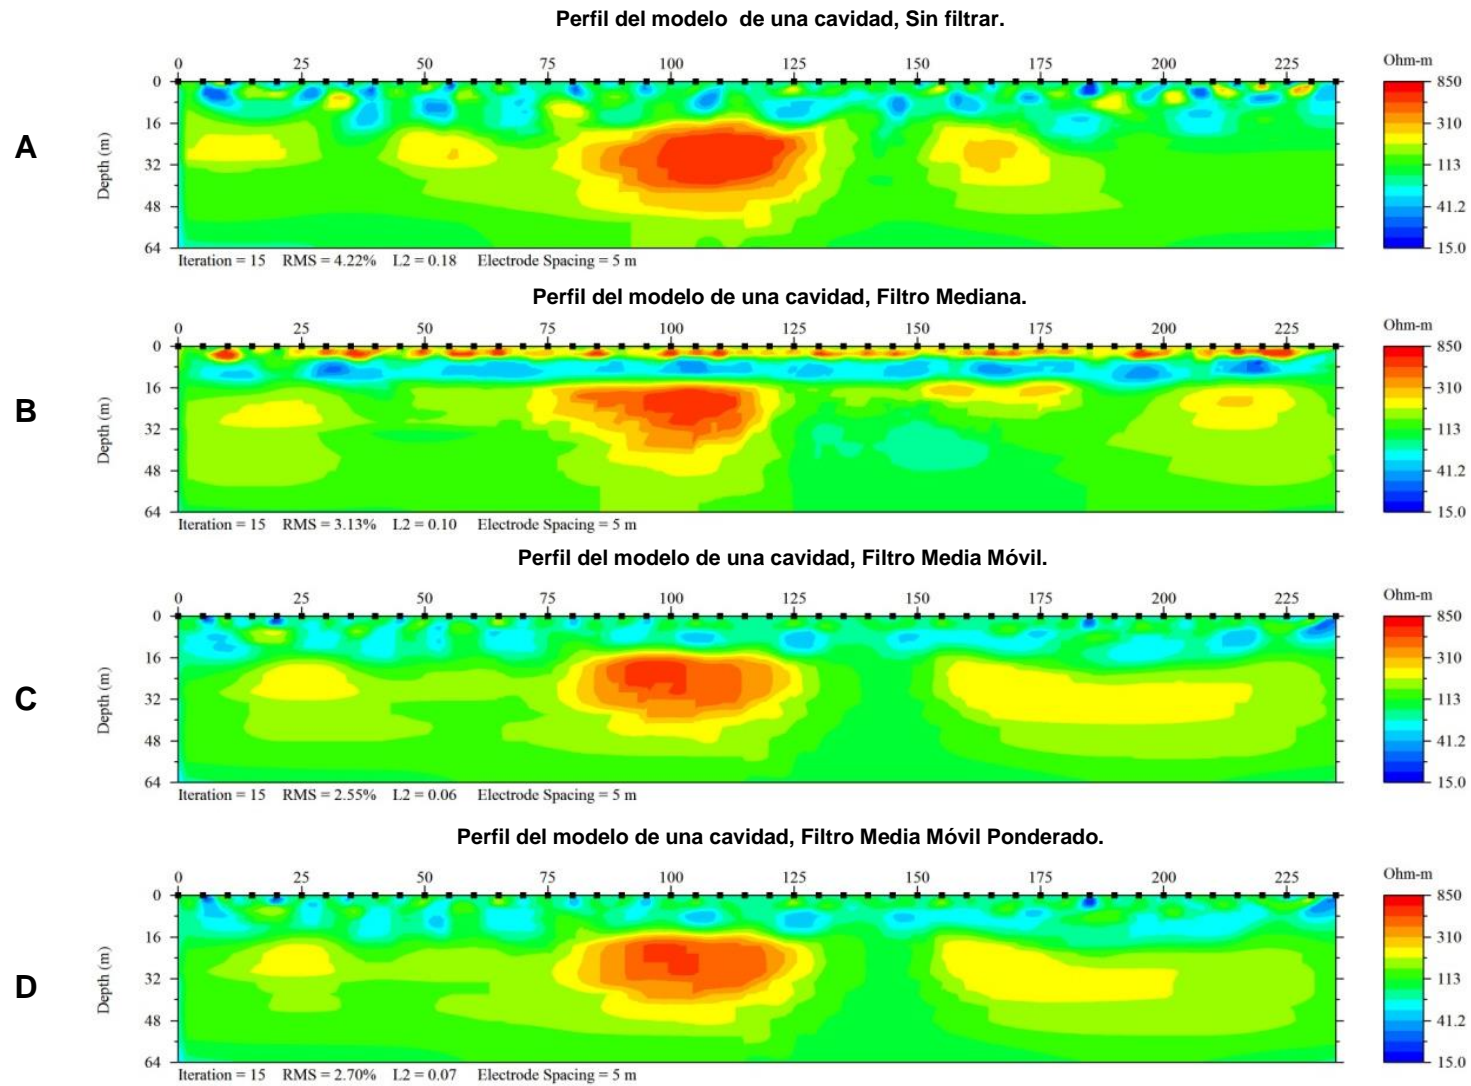 Perfil del modelo  de una cavidad, Sin filtrar.
0 25 50 75 100 125 150 175 200 225 Ohm-m
A
Depth (m)
0
16
32
48
64
850
310
113
41.2
15.0
Iteration = 15 RMS = 4.22% L2 = 0.18 Electrode Spacing = 5 m
Perfil del modelo de una cavidad, Filtro Mediana.
0 25 50 75 100 125 150 175 200 225 Ohm-m
B
Depth (m)
0
16
32
48
64
850
310
113
41.2
15.0
Iteration = 15 RMS = 3.13% L2 = 0.10 Electrode Spacing = 5 m
Perfil del modelo de una cavidad, Filtro Media Móvil.
0 25 50 75 100 125 150 175 200 225 Ohm-m
C
Depth (m)
0
16
32
48
64
850
310
113
41.2
15.0
Iteration = 15 RMS = 2.55% L2 = 0.06 Electrode Spacing = 5 m
Perfil del modelo de una cavidad, Filtro Media Móvil Ponderado.
0 25 50 75 100 125 150 175 200 225 Ohm-m
D
Depth (m)
0
16
32
48
64
850
310
113
41.2
15.0
Iteration = 15 RMS = 2.70% L2 = 0.07 Electrode Spacing = 5 m